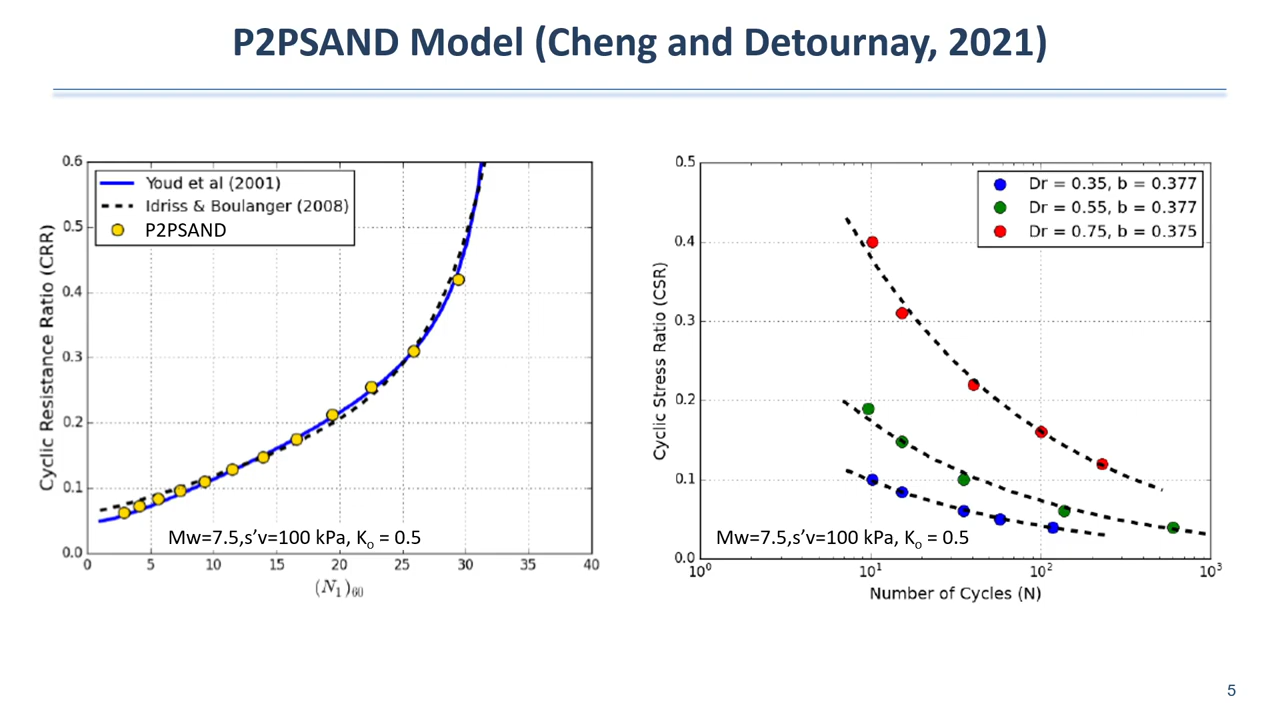 P2PSAND Model (Cheng and Detournay, 2021)
Cyclic Resistance Ratio (CRR)
0.6
0.5
0.4
0.3
0.2
0.1
0.0
Youd et al (2001)
Idriss & Boulanger (2008)
P2PSAND
Mw=7.5,s’v=100 kPa, Ko = 0.5
0 5 10 15 20 25 30 35 40
(N1)60
Cyclic Stress Ratio (CSR)
0.5
0.4
0.3
0.2
0.1
0.0
Dr = 0.35, b = 0.377
Dr = 0.55, b = 0.377
Dr = 0.75, b = 0.375
Mw=7.5,s’v=100 kPa, Ko = 0.5
10^0 10^1 10^2 10^3
Number of Cycles (N)
5